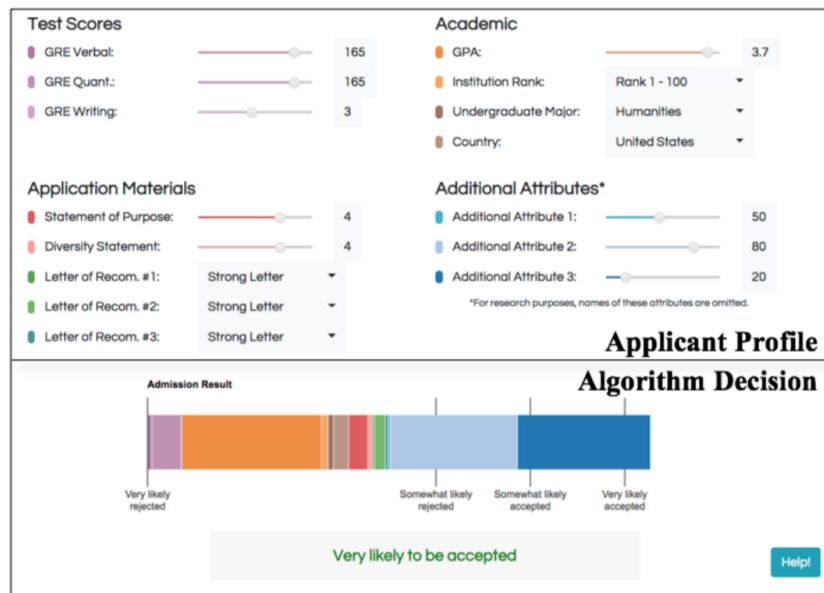 Test Scores
GRE Verbal: 165
GRE Quant.: 165
GRE Writing: 3
Academic
GPA: 3.7
Institution Rank: Rank 1 - 100
Undergraduate Major: Humanities
Country: United States
Application Materials
Statement of Purpose: 4
Diversity Statement: 4
Letter of Recom. #1: Strong Letter
Letter of Recom. #2: Strong Letter
Letter of Recom. #3: Strong Letter
Additional Attributes*
Additional Attribute 1: 50
Additional Attribute 2: 80
Additional Attribute 3: 20
*For research purposes, names of these attributes are omitted.
Applicant Profile
Algorithm Decision
Admission Result
Very likely
rejected
Somewhat likely
rejected
Somewhat likely
accepted
Very likely
accepted
Very likely to be accepted
Help!